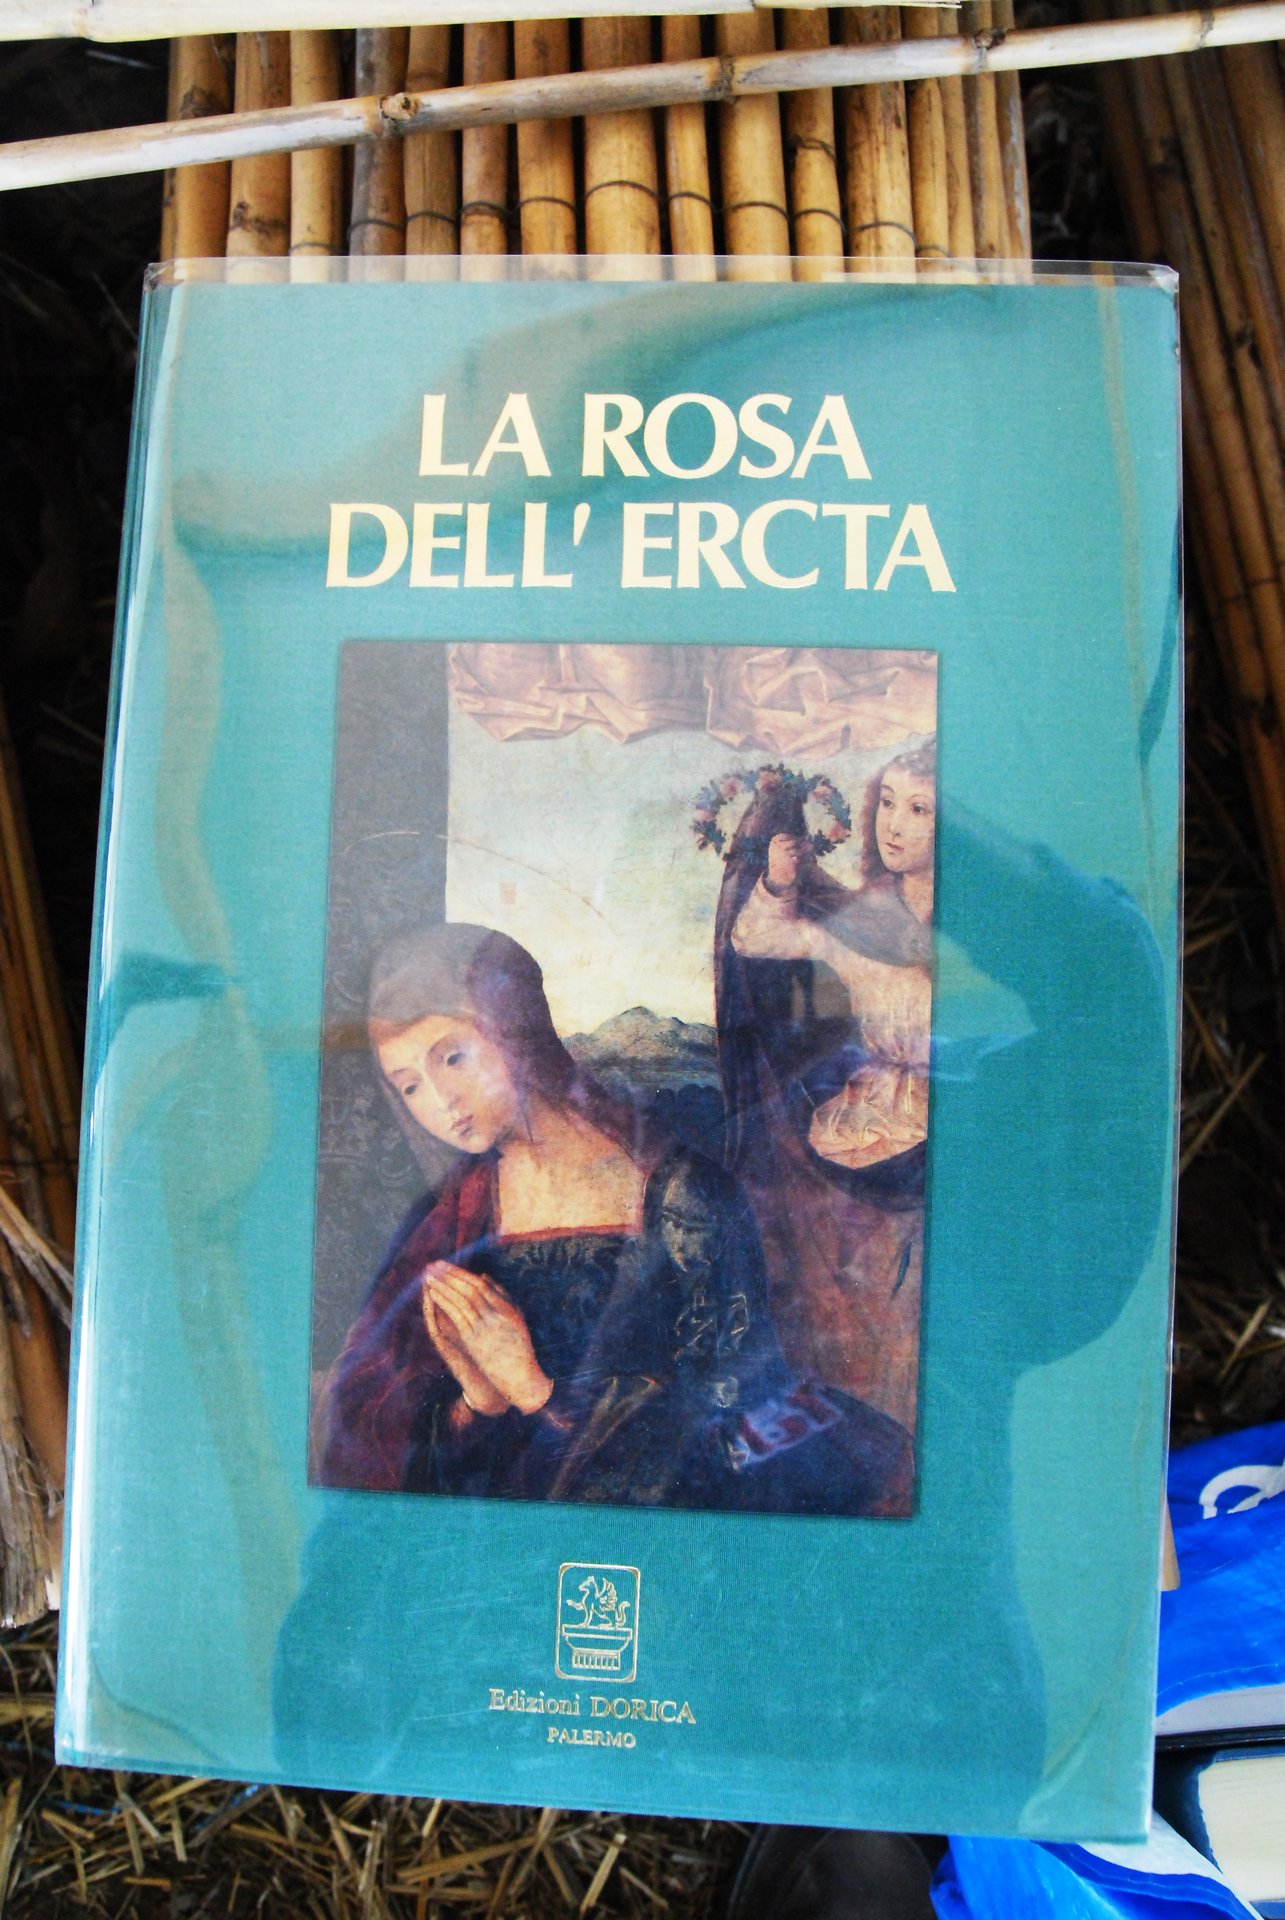 LA ROSA
DELL' ERCTA
Edizioni DORICA
PALERMO